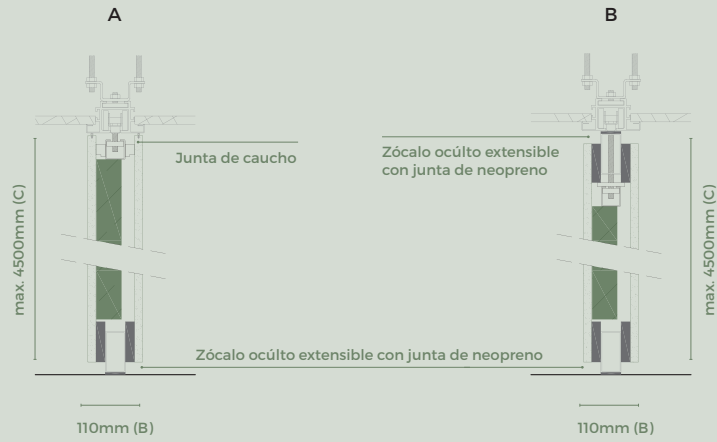 A
B
Junta de caucho
Zócalo ocúlto extensible
con junta de neopreno
max. 4500mm (C)
max. 4500mm (C)
Zócalo ocúlto extensible con junta de neopreno
110mm (B)
110mm (B)